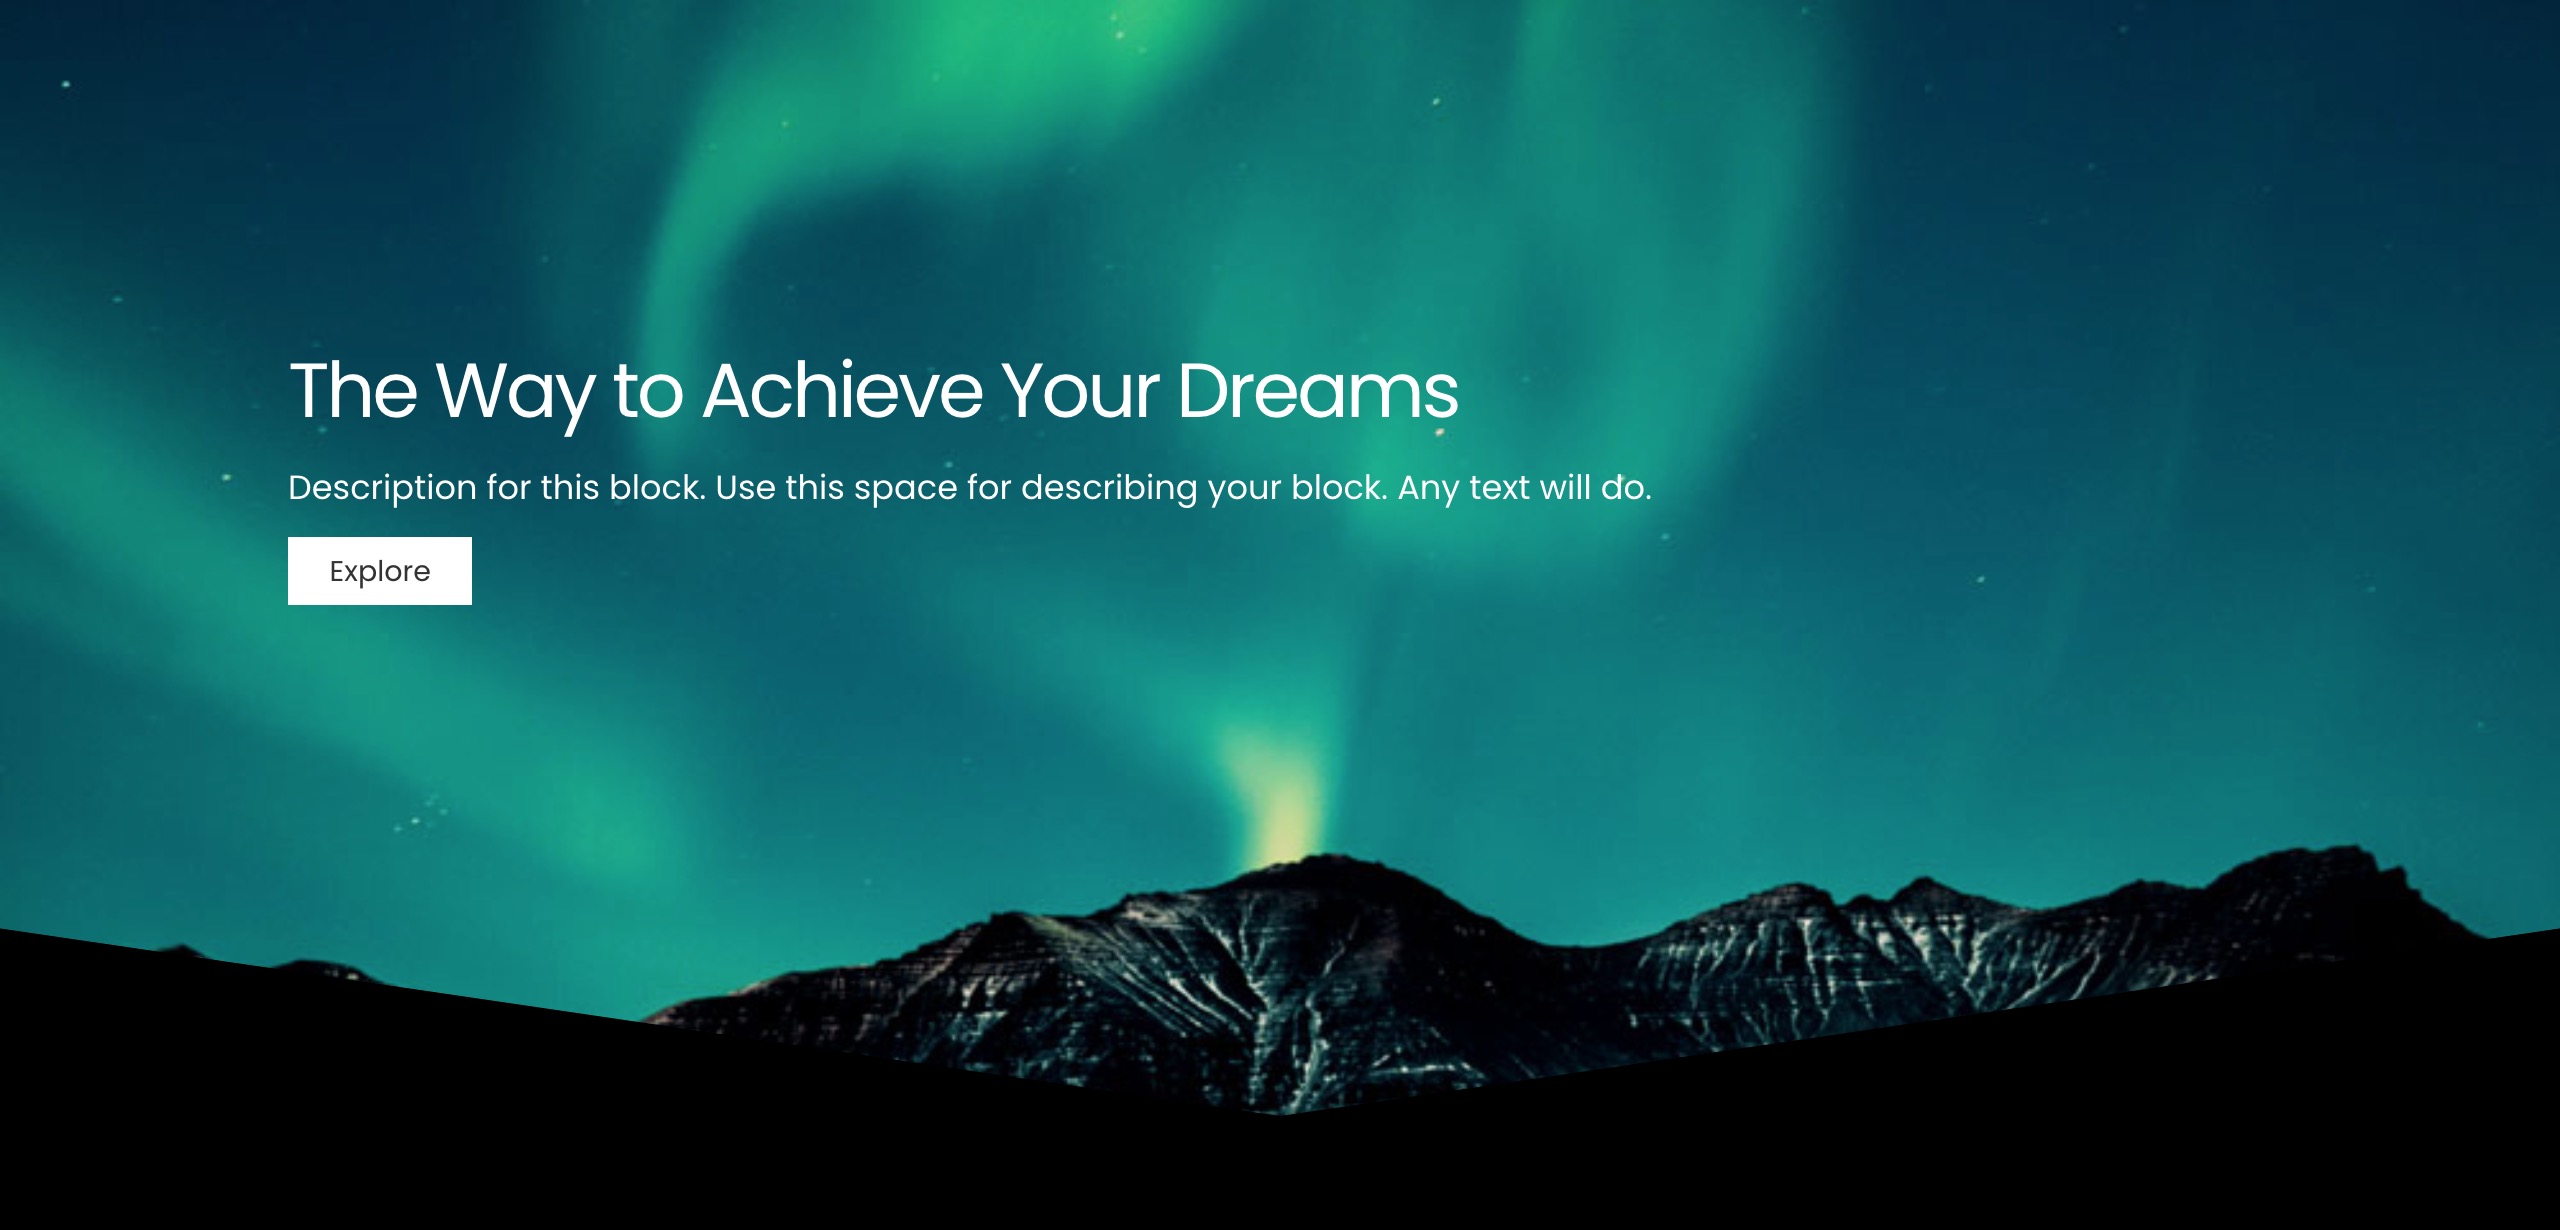 The Way to Achieve Your Dreams
Description for this block. Use this space for describing your block. Any text will do.
Explore